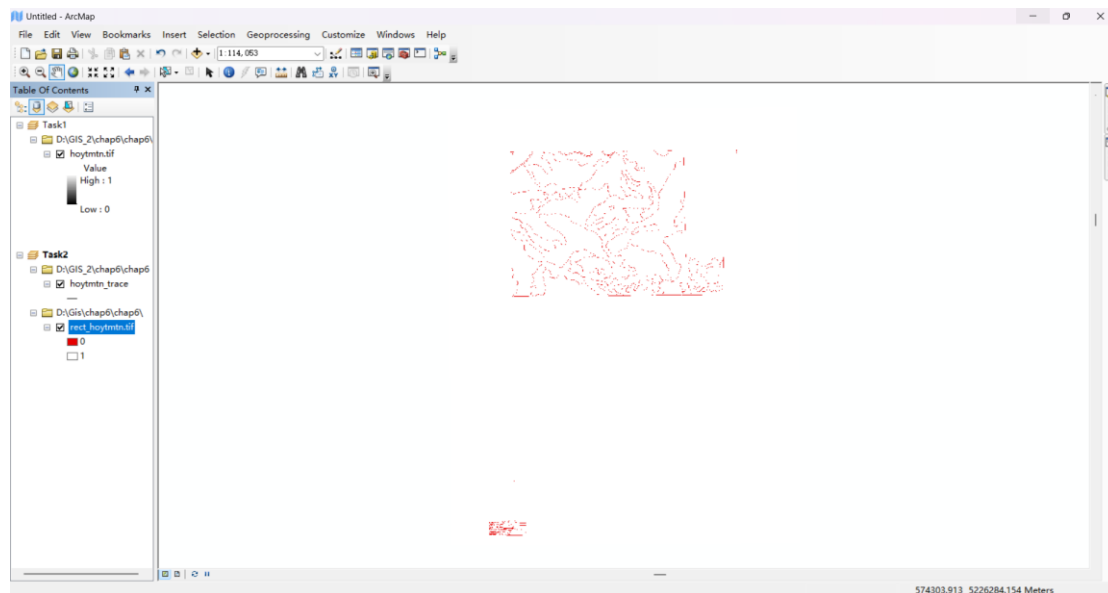 Untitled - ArcMap
File Edit View Bookmarks Insert Selection Geoprocessing Customize Windows Help
1:114,053
Table Of Contents
Task1
D:\GIS_2\chap6\chap6\
hoytmtn.tif
Value
High : 1
Low : 0
Task2
D:\GIS_2\chap6\chap6
hoytmtn_trace
D:\Gis\chap6\chap6\
rect_hoytmtn.tif
0
1
574303.913 5226284.154 Meters